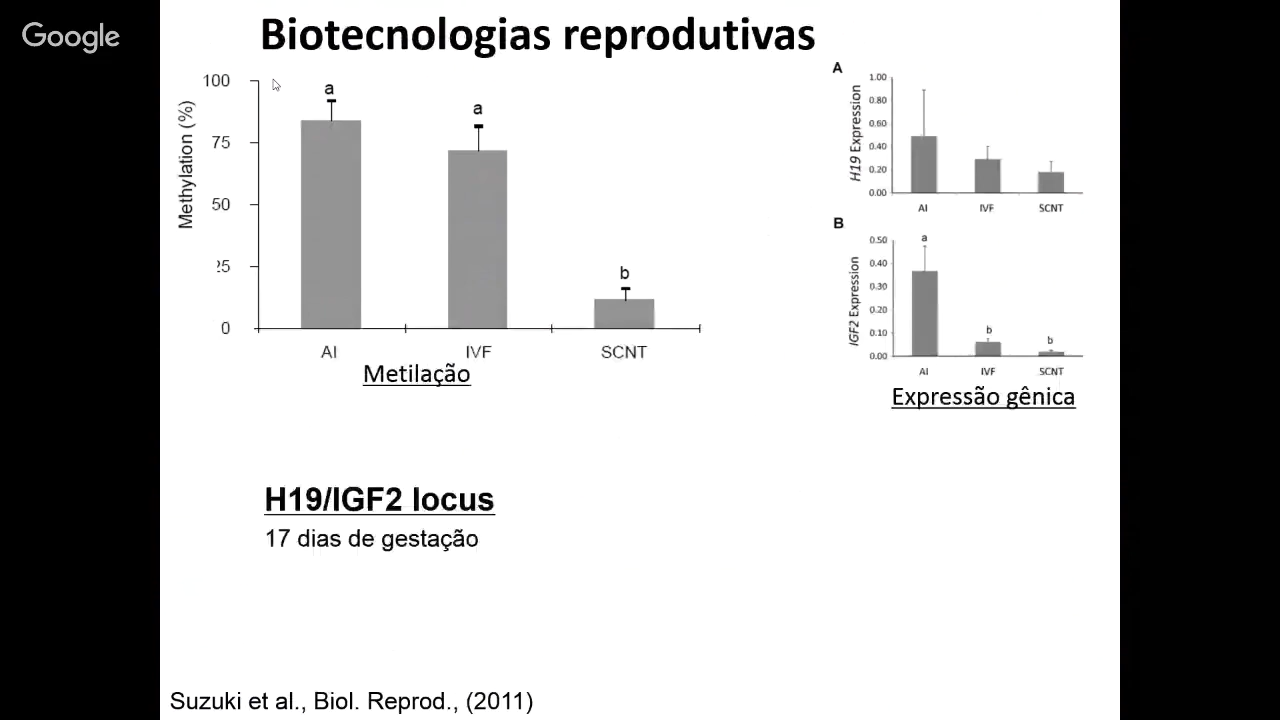 Google
Biotecnologias reprodutivas
Methylation (%)
100
75
50
25
0
a
a
b
AI
IVF
SCNT
Metilação
A
H19 Expression
1.00
0.80
0.60
0.40
0.20
0.00
AI
IVF
SCNT
B
IGF2 Expression
0.50
0.40
0.30
0.20
0.10
0.00
a
b
b
AI
IVF
SCNT
Expressão gênica
H19/IGF2 locus
17 dias de gestação
Suzuki et al., Biol. Reprod., (2011)